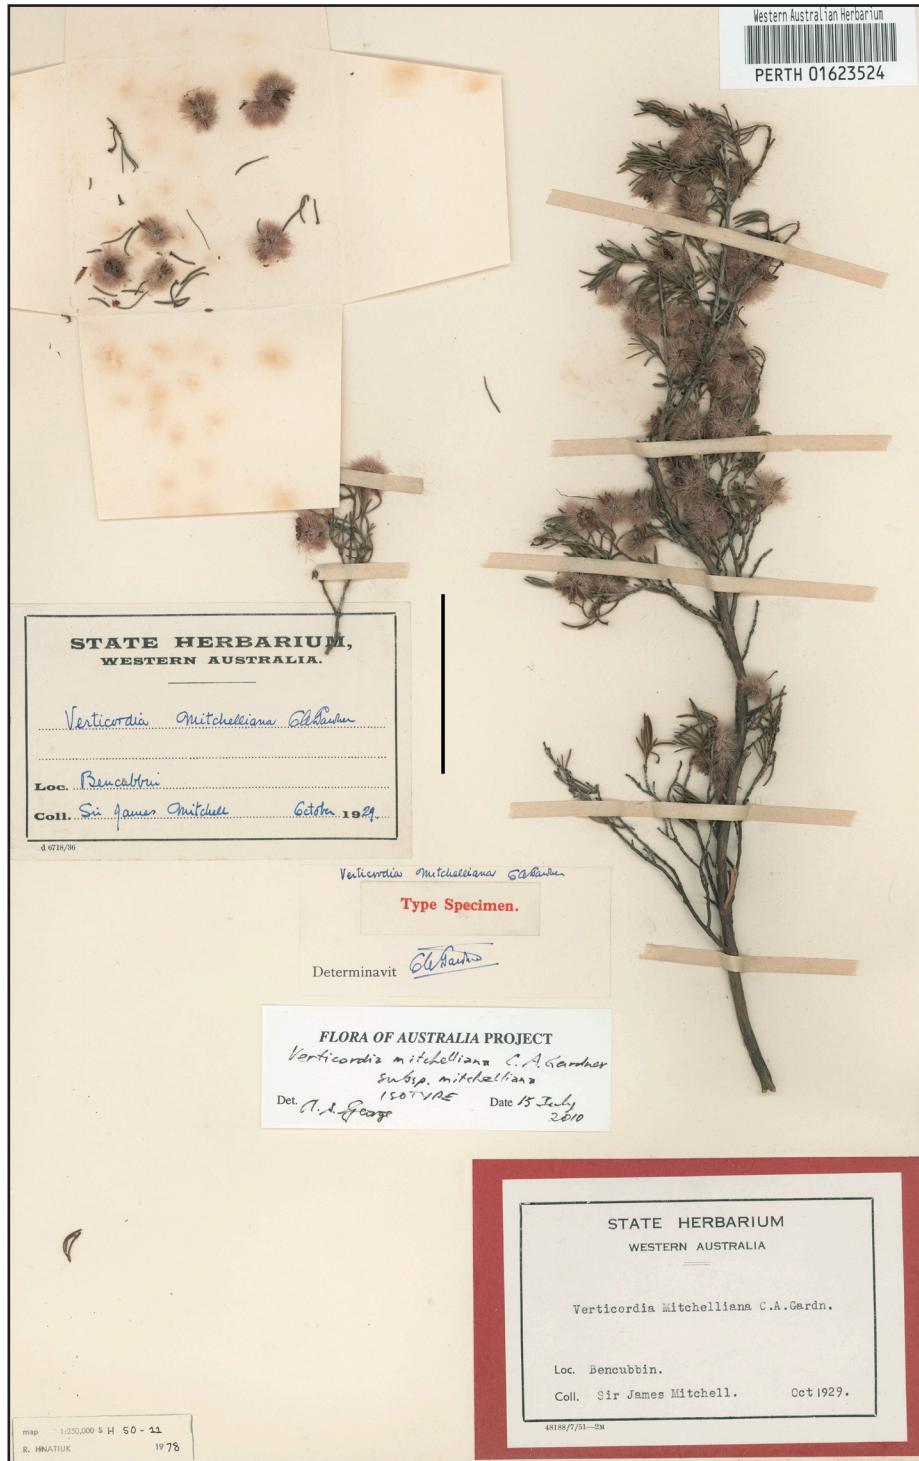 Western Australian Herbarium
PERTH 01623524
STATE HERBARIUM,
WESTERN AUSTRALIA.
Verticordia Mitchelliana CAGardner
Loc. Bencubbin
Coll. Sir James Mitchell October 1929.
d 6718/36
Verticordia Mitchelliana CAGardner
Type Specimen.
Determinavit CAGardner
FLORA OF AUSTRALIA PROJECT
Verticordia mitchelliana C.A. Gardner
subsp. mitchelliana
ISOTYPE
Det. A.S. George Date 15 July
2010
STATE HERBARIUM
WESTERN AUSTRALIA
Verticordia Mitchelliana C.A.Gardn.
Loc. Bencubbin.
Coll. Sir James Mitchell. Oct 1929.
48188/7/51—2M
map 1:250,000 S H 50-11
R. HNATIUK 1978